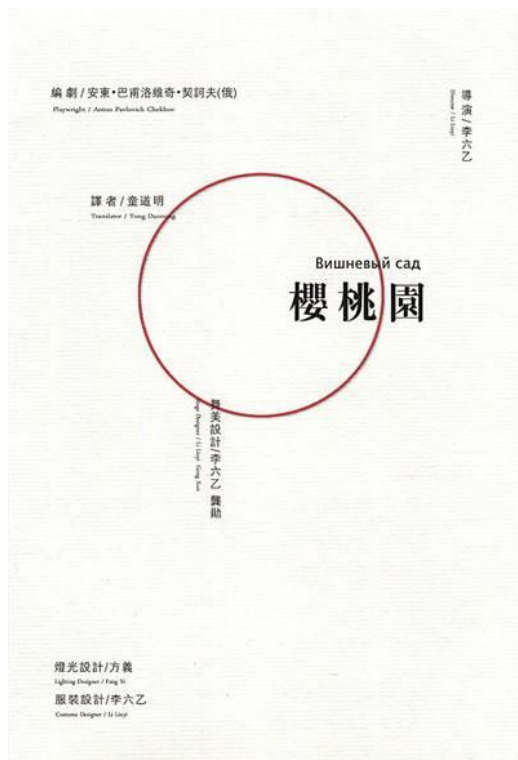 編 劇 / 安東•巴甫洛維奇•契訶夫(俄)
Playwright / Anton Pavlovich Chekhov
導 演 / 李六乙
Director / Li Liuyi
譯 者 / 童道明
Translator / Tong Daoming
Вишневый сад
櫻桃園
舞美設計/李六乙 龔勛
Stage Designer / Li Liuyi Gong Xun
燈光設計/方義
Lighting Designer / Fang Yi
服裝設計/李六乙
Costume Designer / Li Liuyi